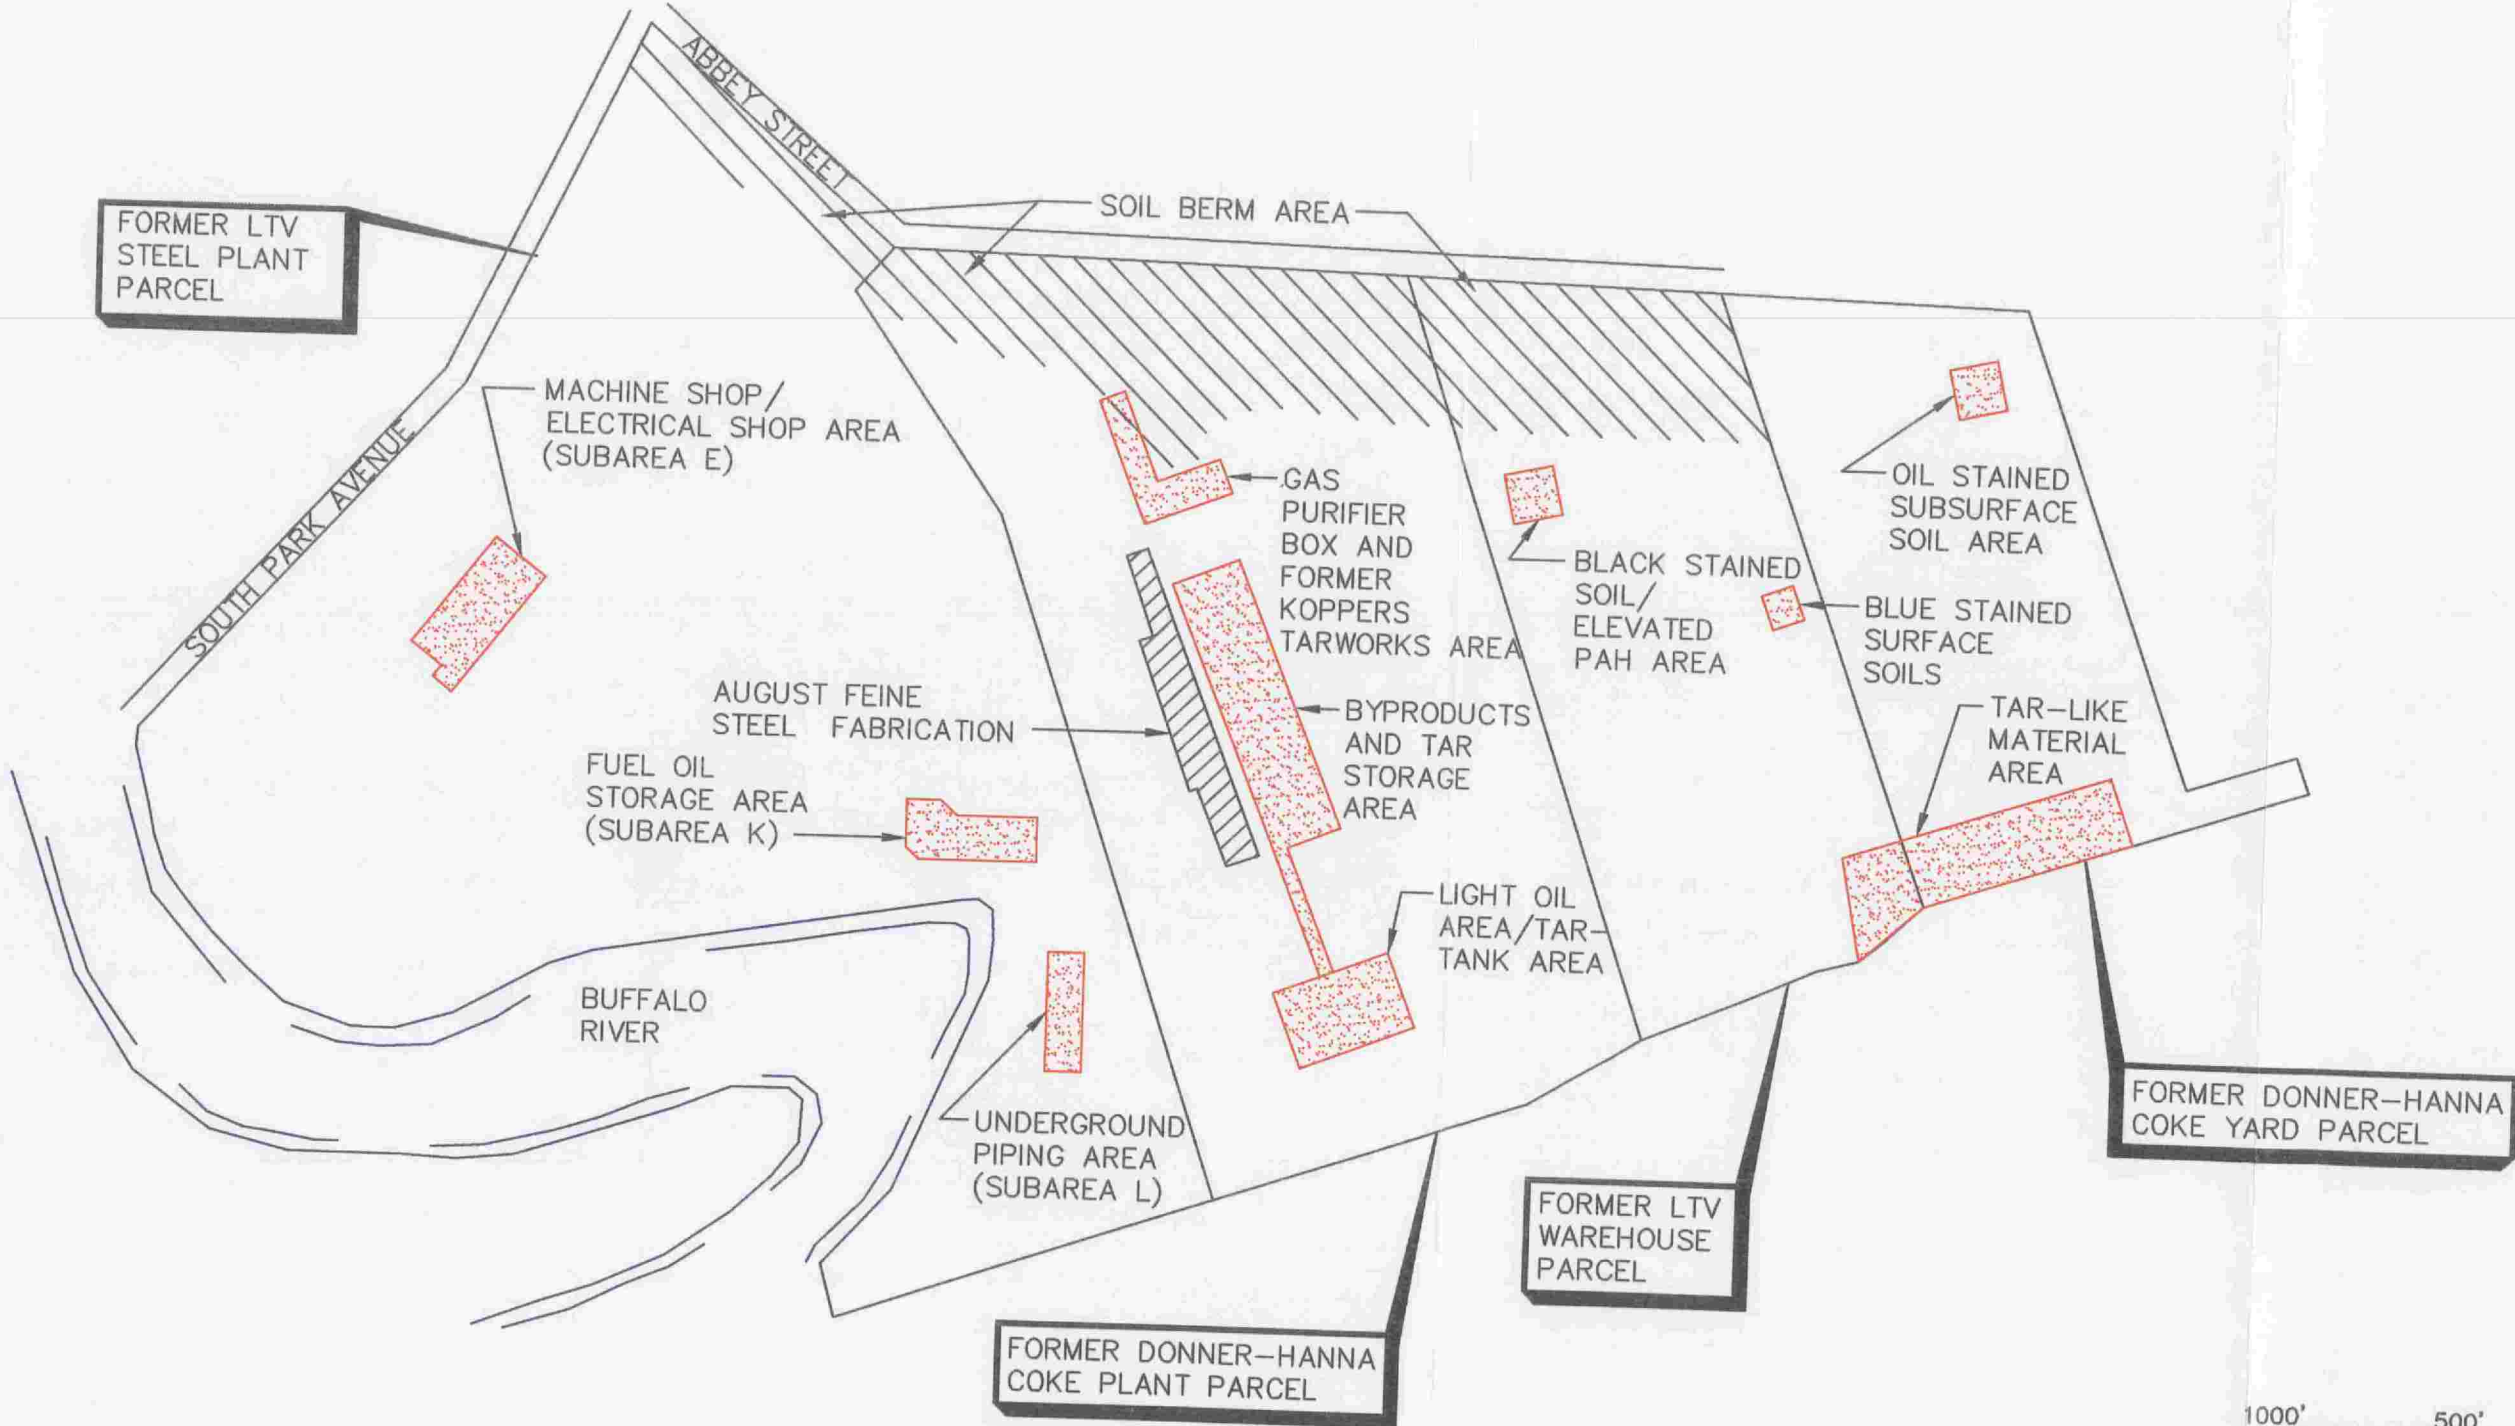 ABBEY STREET
SOIL BERM AREA
FORMER LTV
STEEL PLANT
PARCEL
MACHINE SHOP/
ELECTRICAL SHOP AREA
(SUBAREA E)
SOUTH PARK AVENUE
GAS
PURIFIER
BOX AND
FORMER
KOPPERS
TARWORKS AREA
BLACK STAINED
SOIL/
ELEVATED
PAH AREA
OIL STAINED
SUBSURFACE
SOIL AREA
BLUE STAINED
SURFACE
SOILS
AUGUST FEINE
STEEL FABRICATION
BYPRODUCTS
AND TAR
STORAGE
AREA
TAR-LIKE
MATERIAL
AREA
FUEL OIL
STORAGE AREA
(SUBAREA K)
LIGHT OIL
AREA/TAR-
TANK AREA
BUFFALO
RIVER
UNDERGROUND
PIPING AREA
(SUBAREA L)
FORMER DONNER-HANNA
COKE YARD PARCEL
FORMER LTV
WAREHOUSE
PARCEL
FORMER DONNER-HANNA
COKE PLANT PARCEL
1000' 500'